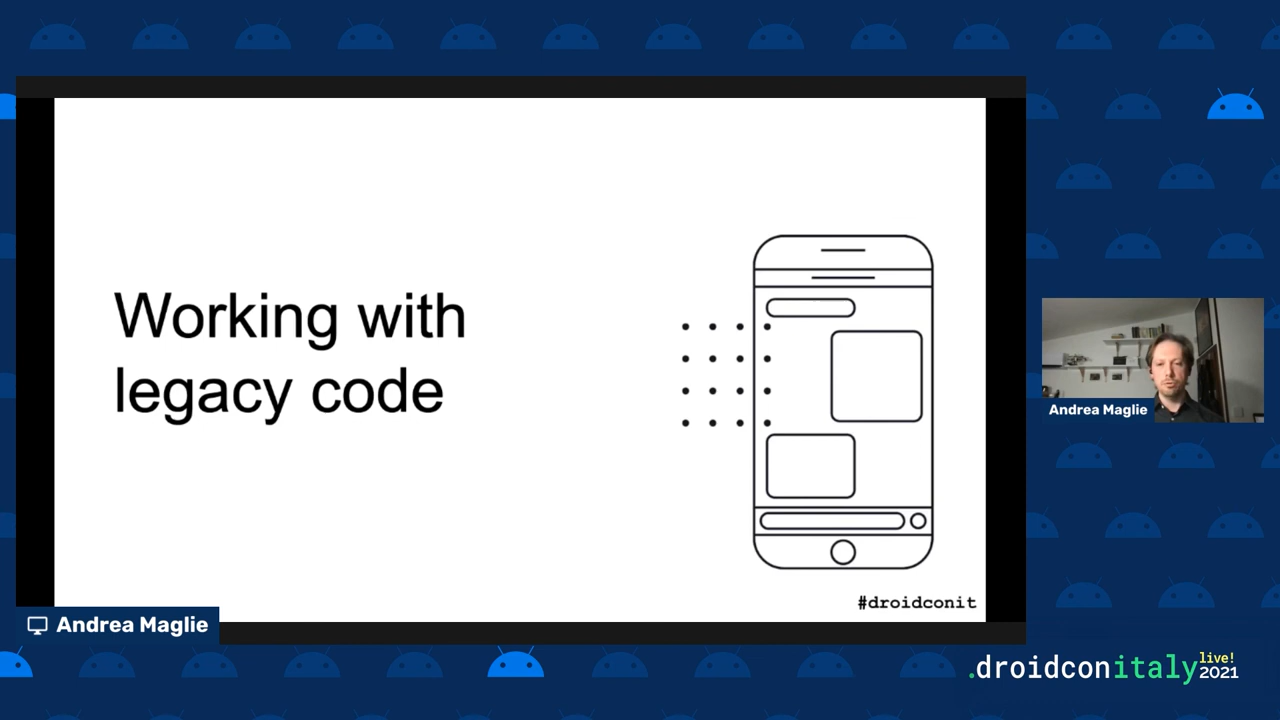 Working with
legacy code
#droidconit
Andrea Maglie
Andrea Maglie
.droidconitaly live! 2021